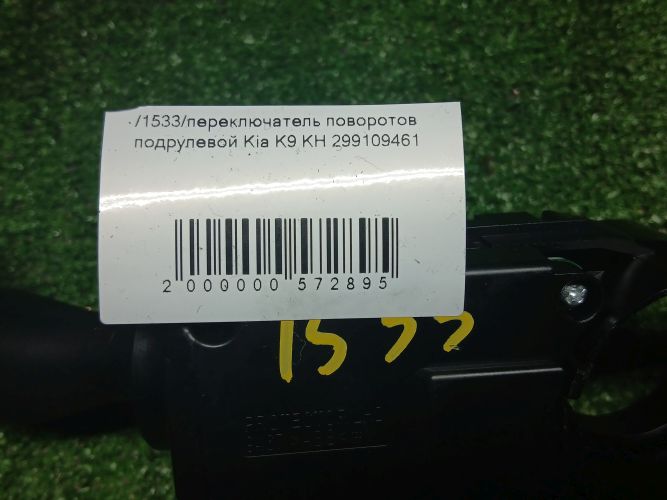 /1533/переключатель поворотов
подрулевой Kia K9 KH 299109461
2 000000 572895
1533